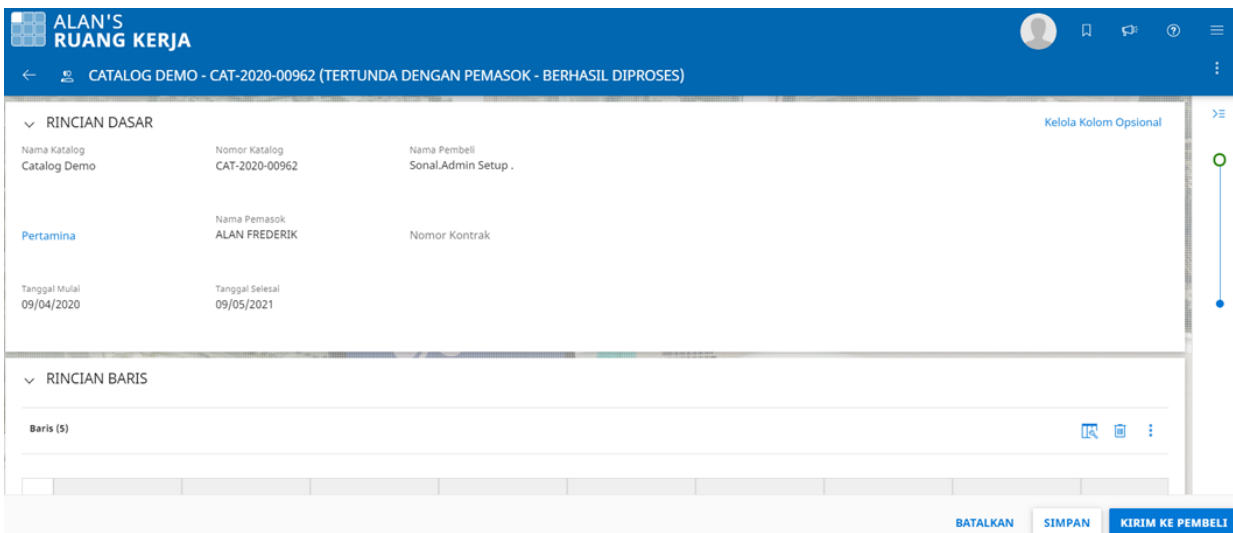 ALAN'S
RUANG KERJA
CATALOG DEMO - CAT-2020-00962 (TERTUNDA DENGAN PEMASOK - BERHASIL DIPROSES)
RINCIAN DASAR
Kelola Kolom Opsional
Nama Katalog
Nomor Katalog
Nama Pembeli
Catalog Demo
CAT-2020-00962
Sonal.Admin Setup .
Nama Pemasok
Pertamina
ALAN FREDERIK
Nomor Kontrak
Tanggal Mulai
Tanggal Selesai
09/04/2020
09/05/2021
RINCIAN BARIS
Baris (5)
BATALKAN
SIMPAN
KIRIM KE PEMBELI